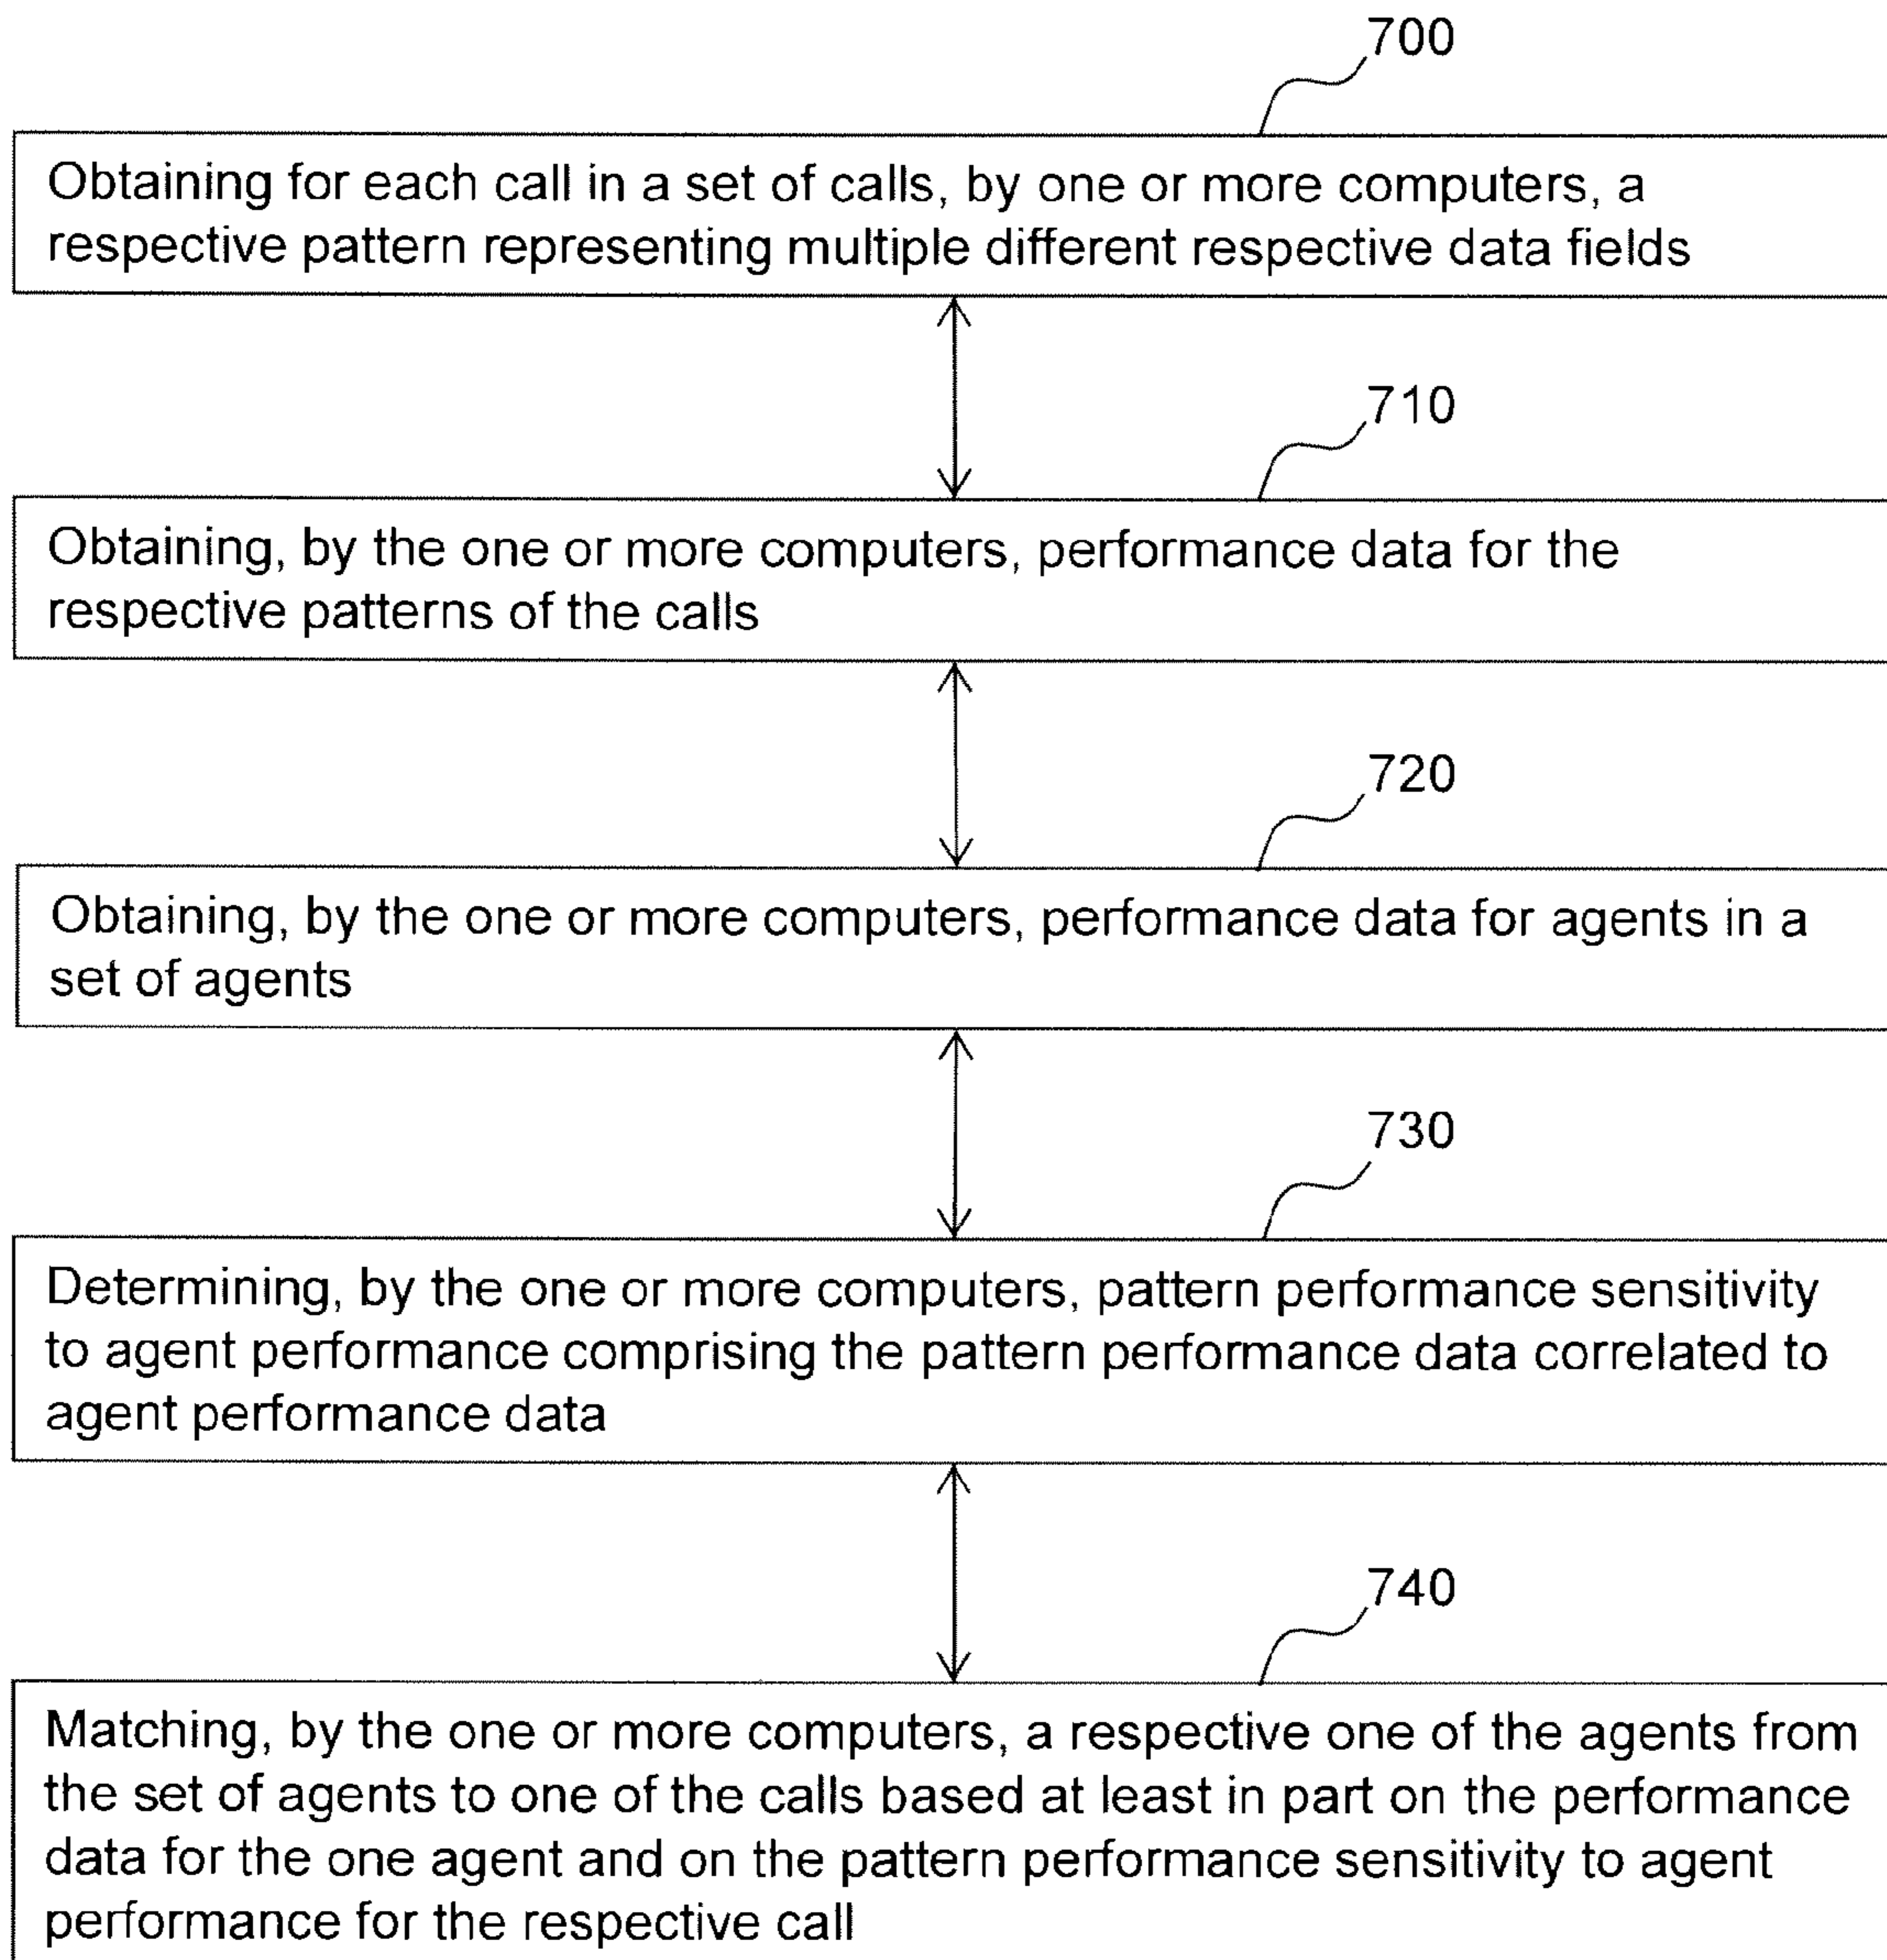 700
Obtaining for each call in a set of calls, by one or more computers, a
respective pattern representing multiple different respective data fields
710
Obtaining, by the one or more computers, performance data for the
respective patterns of the calls
720
Obtaining, by the one or more computers, performance data for agents in a
set of agents
730
Determining, by the one or more computers, pattern performance sensitivity
to agent performance comprising the pattern performance data correlated to
agent performance data
740
Matching, by the one or more computers, a respective one of the agents from
the set of agents to one of the calls based at least in part on the performance
data for the one agent and on the pattern performance sensitivity to agent
performance for the respective call